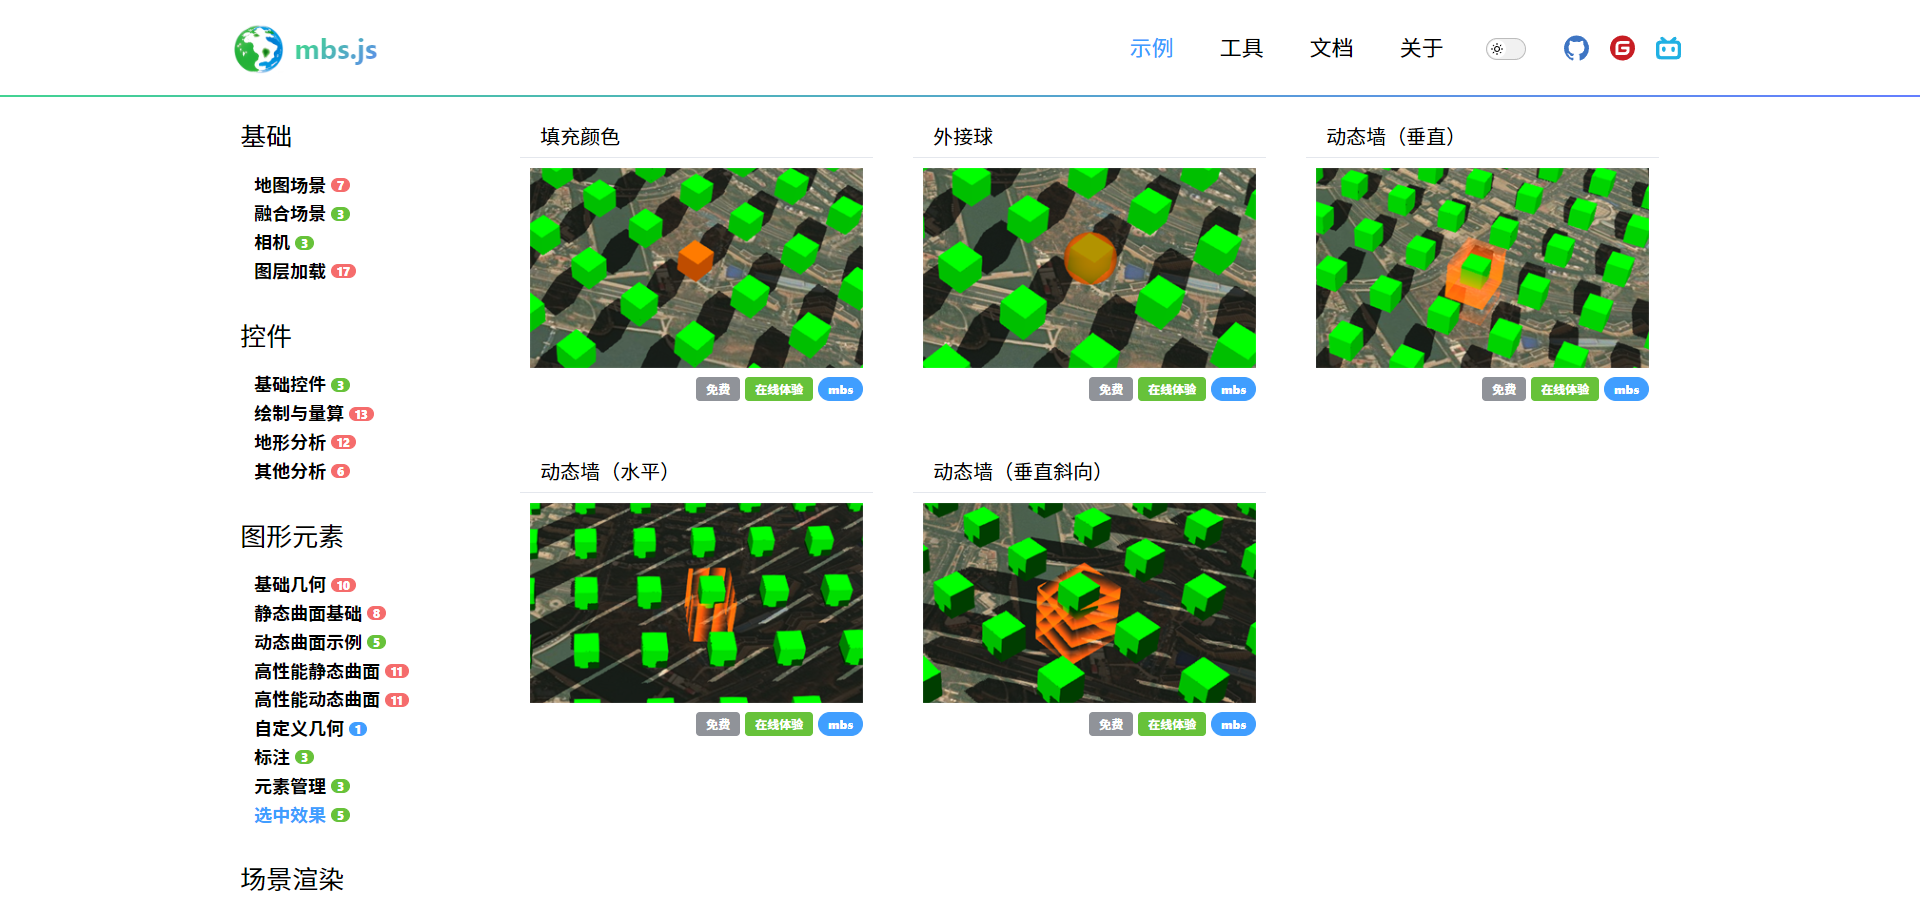 mbs.js
示例 工具 文档 关于
基础
地图场景 7
融合场景 3
相机 3
图层加载 17
控件
基础控件 3
绘制与量算 13
地形分析 12
其他分析 6
图形元素
基础几何 10
静态曲面基础 8
动态曲面示例 5
高性能静态曲面 11
高性能动态曲面 11
自定义几何 1
标注 3
元素管理 3
选中效果 5
场景渲染
填充颜色
免费 在线体验 mbs
外接球
免费 在线体验 mbs
动态墙（垂直）
免费 在线体验 mbs
动态墙（水平）
免费 在线体验 mbs
动态墙（垂直斜向）
免费 在线体验 mbs